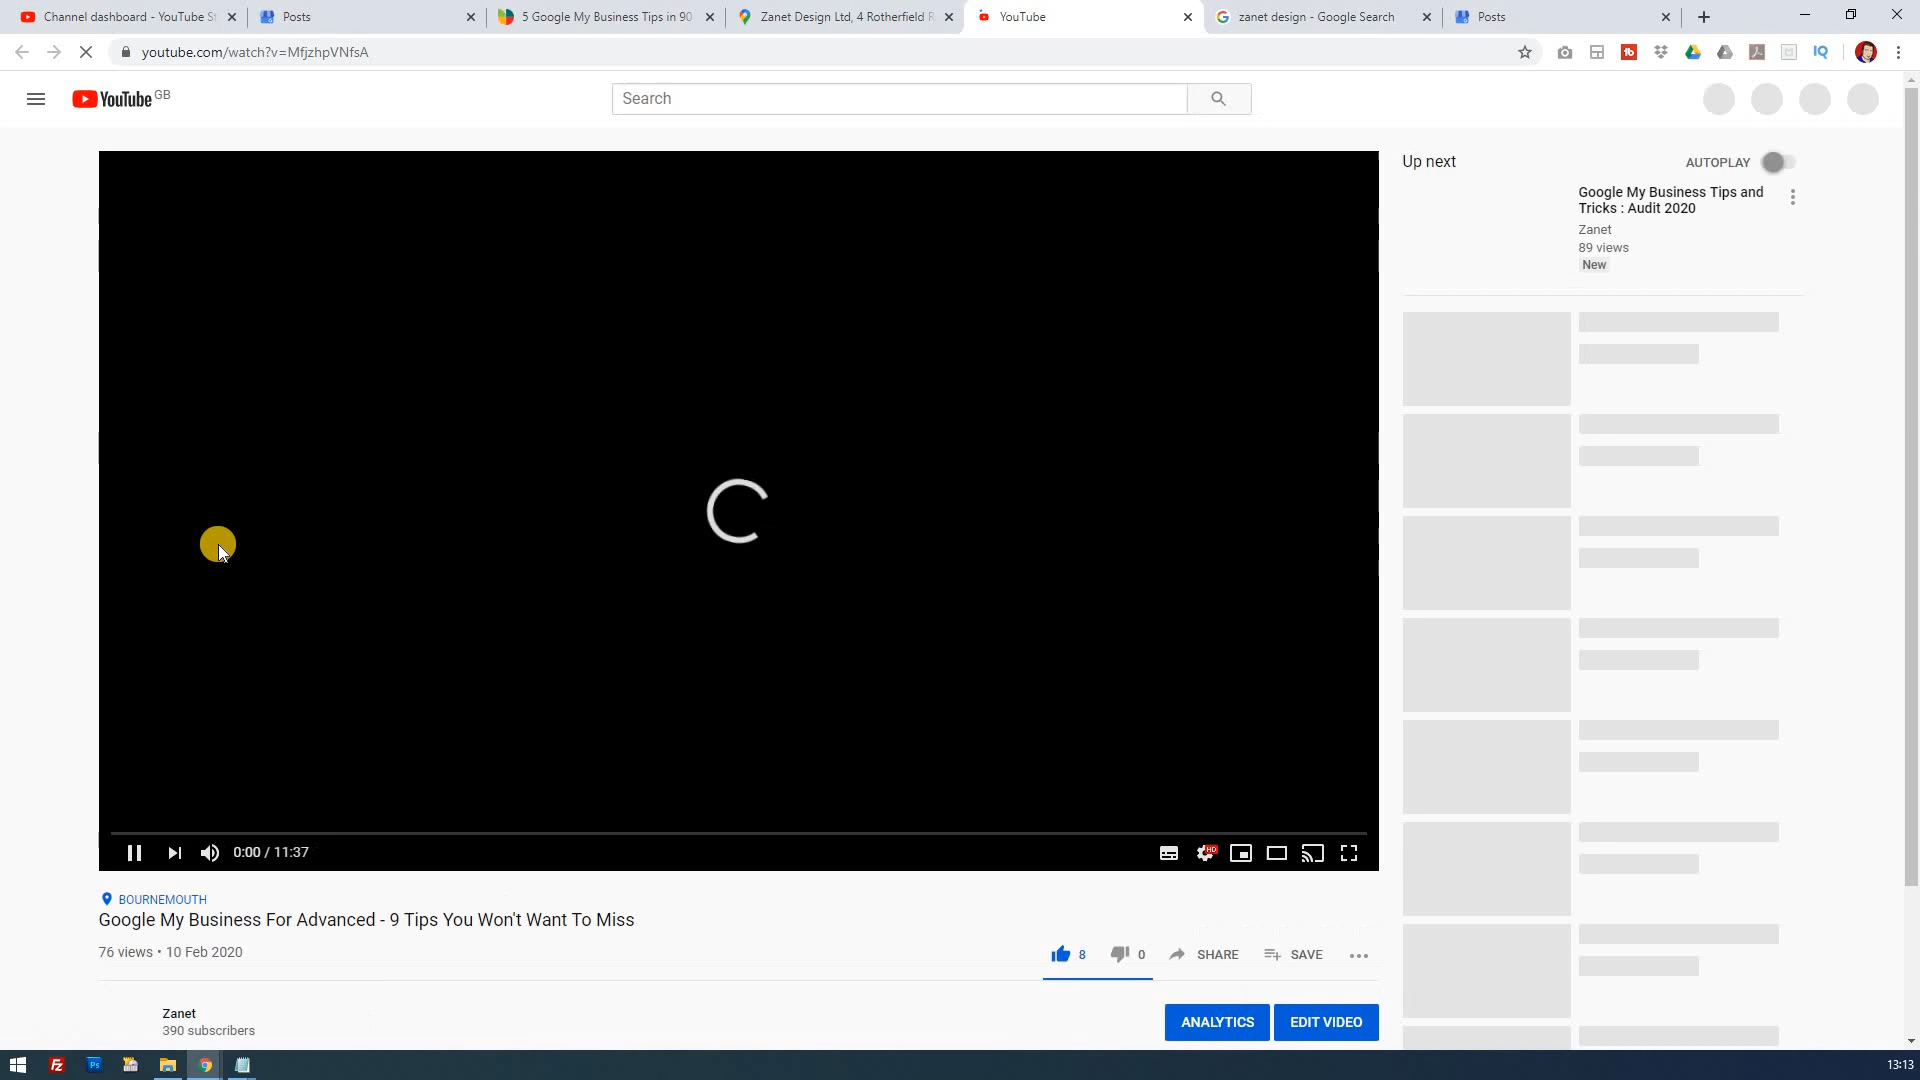 Channel dashboard - YouTube St
Posts
5 Google My Business Tips in 90
Zanet Design Ltd, 4 Rotherfield R
YouTube
zanet design - Google Search
Posts
youtube.com/watch?v=MfjzhpVNfsA
YouTube GB
Search
Up next
AUTOPLAY
Google My Business Tips and
Tricks : Audit 2020
Zanet
89 views
New
0:00 / 11:37
HD
BOURNEMOUTH
Google My Business For Advanced - 9 Tips You Won't Want To Miss
76 views • 10 Feb 2020
8
0
SHARE
SAVE
Zanet
390 subscribers
ANALYTICS
EDIT VIDEO
13:13